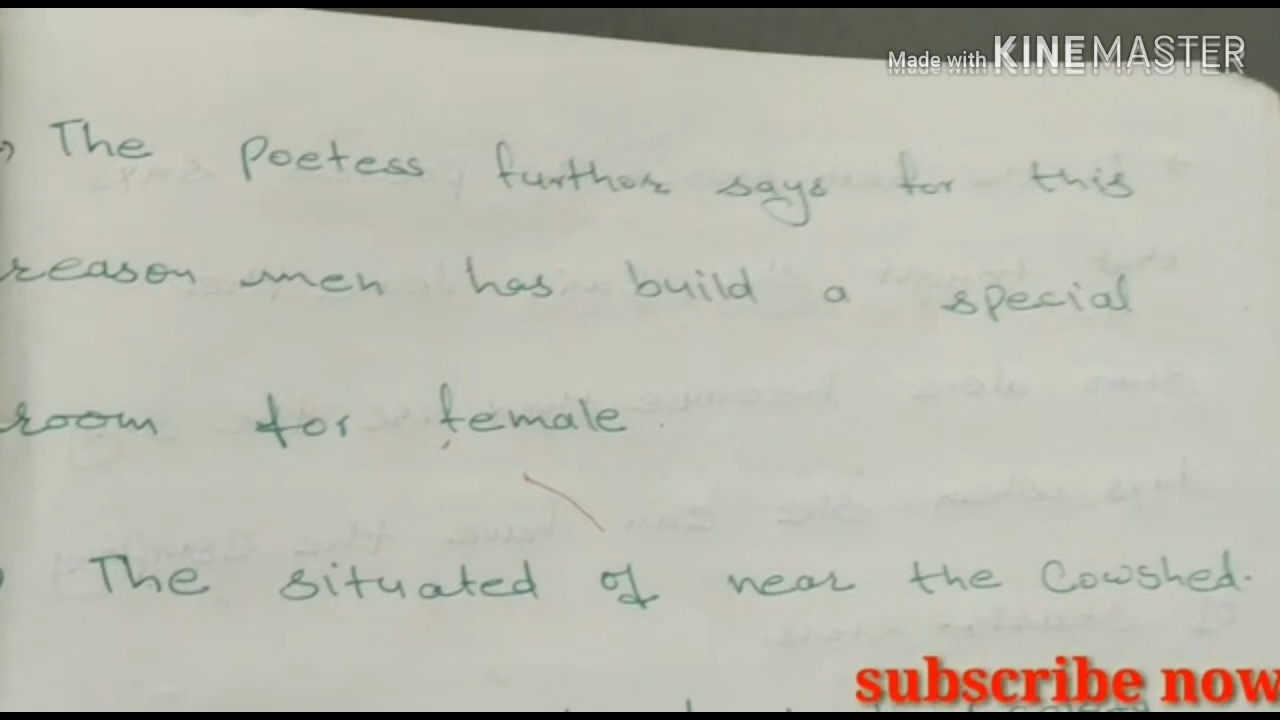 Made with KINEMASTER
The Poetess further says for this
reason men has build a special
room for female.
The situated of near the Cowshed.
subscribe now